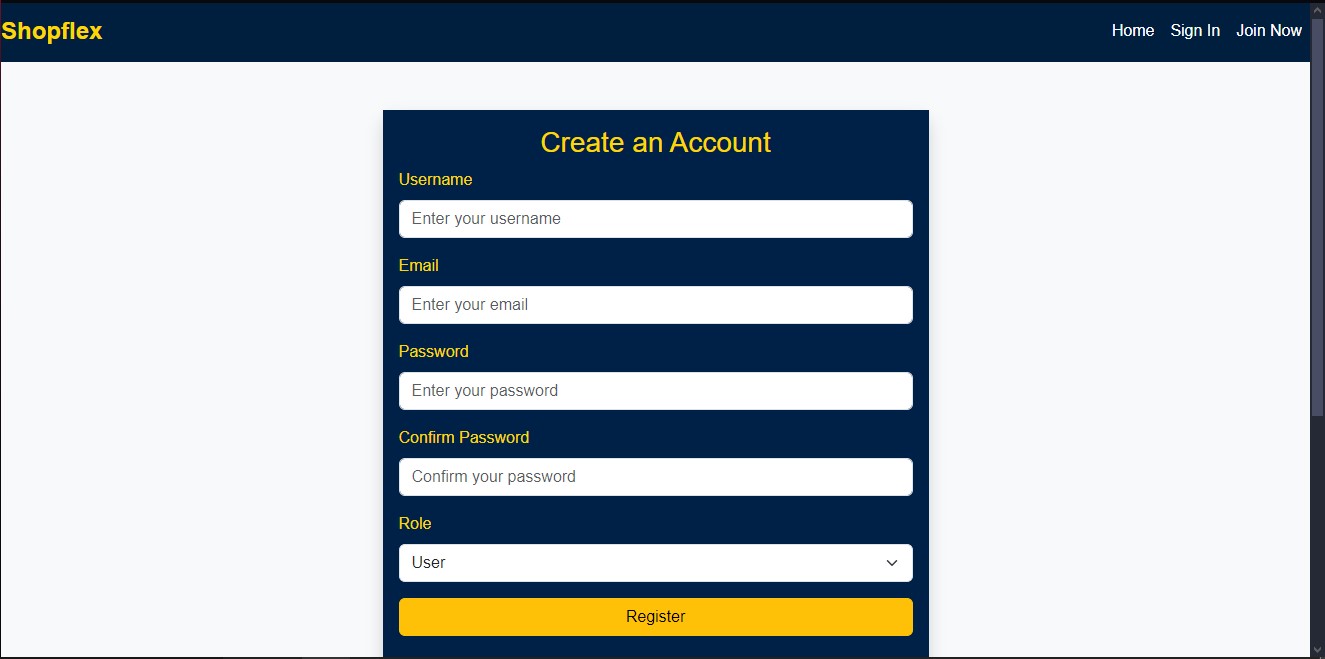 Shopflex
Home Sign In Join Now
Create an Account
Username
Enter your username
Email
Enter your email
Password
Enter your password
Confirm Password
Confirm your password
Role
User
Register